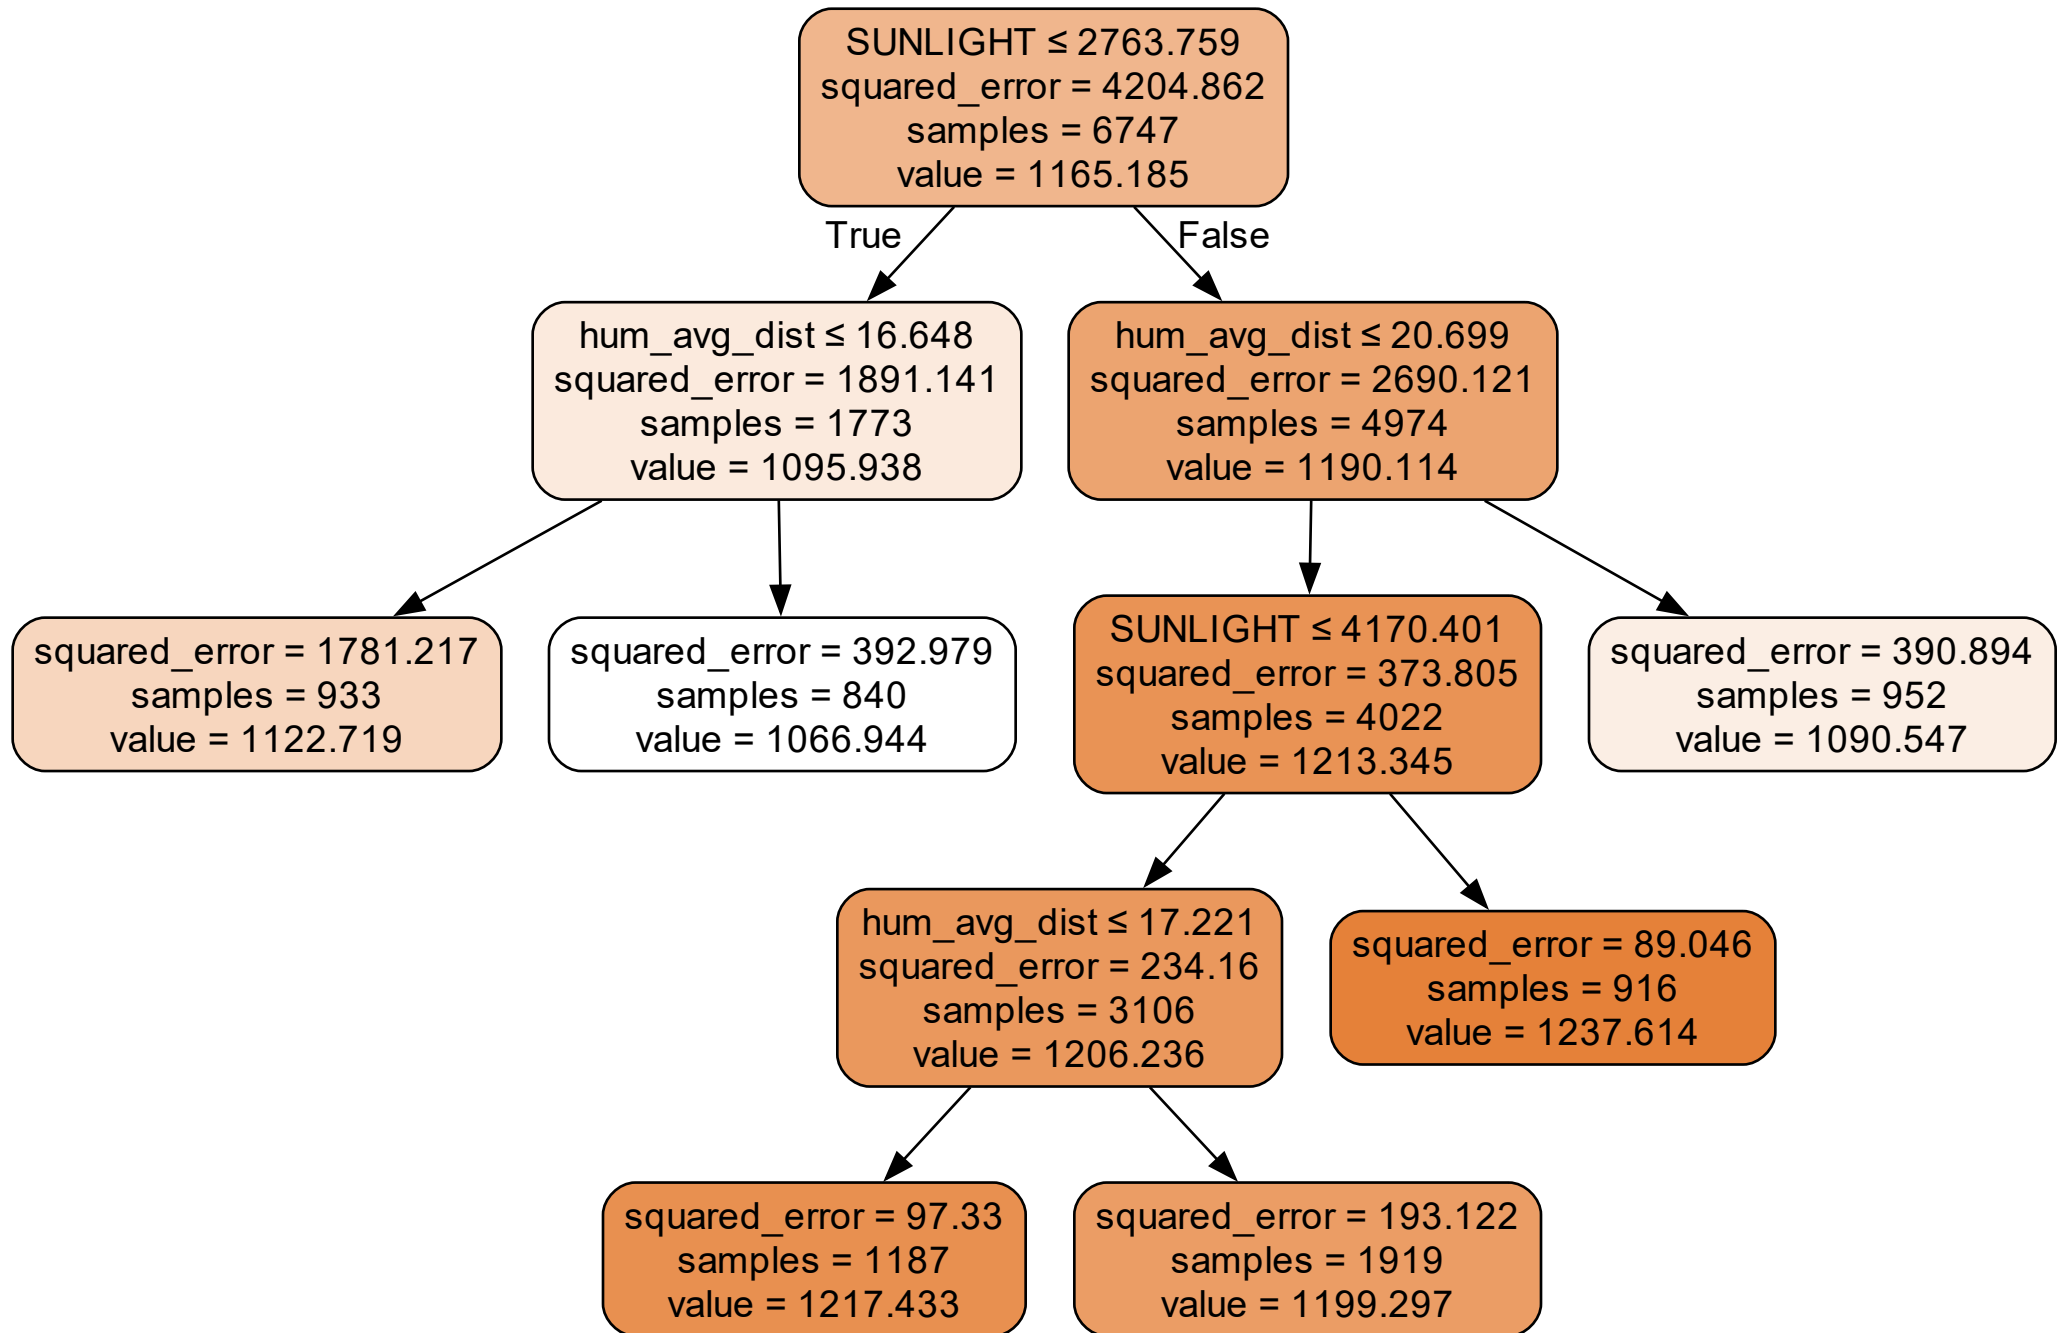 SUNLIGHT ≤ 2763.759
squared_error = 4204.862
samples = 6747
value = 1165.185
True
False
hum_avg_dist ≤ 16.648
squared_error = 1891.141
samples = 1773
value = 1095.938
hum_avg_dist ≤ 20.699
squared_error = 2690.121
samples = 4974
value = 1190.114
squared_error = 1781.217
samples = 933
value = 1122.719
squared_error = 392.979
samples = 840
value = 1066.944
SUNLIGHT ≤ 4170.401
squared_error = 373.805
samples = 4022
value = 1213.345
squared_error = 390.894
samples = 952
value = 1090.547
hum_avg_dist ≤ 17.221
squared_error = 234.16
samples = 3106
value = 1206.236
squared_error = 89.046
samples = 916
value = 1237.614
squared_error = 97.33
samples = 1187
value = 1217.433
squared_error = 193.122
samples = 1919
value = 1199.297